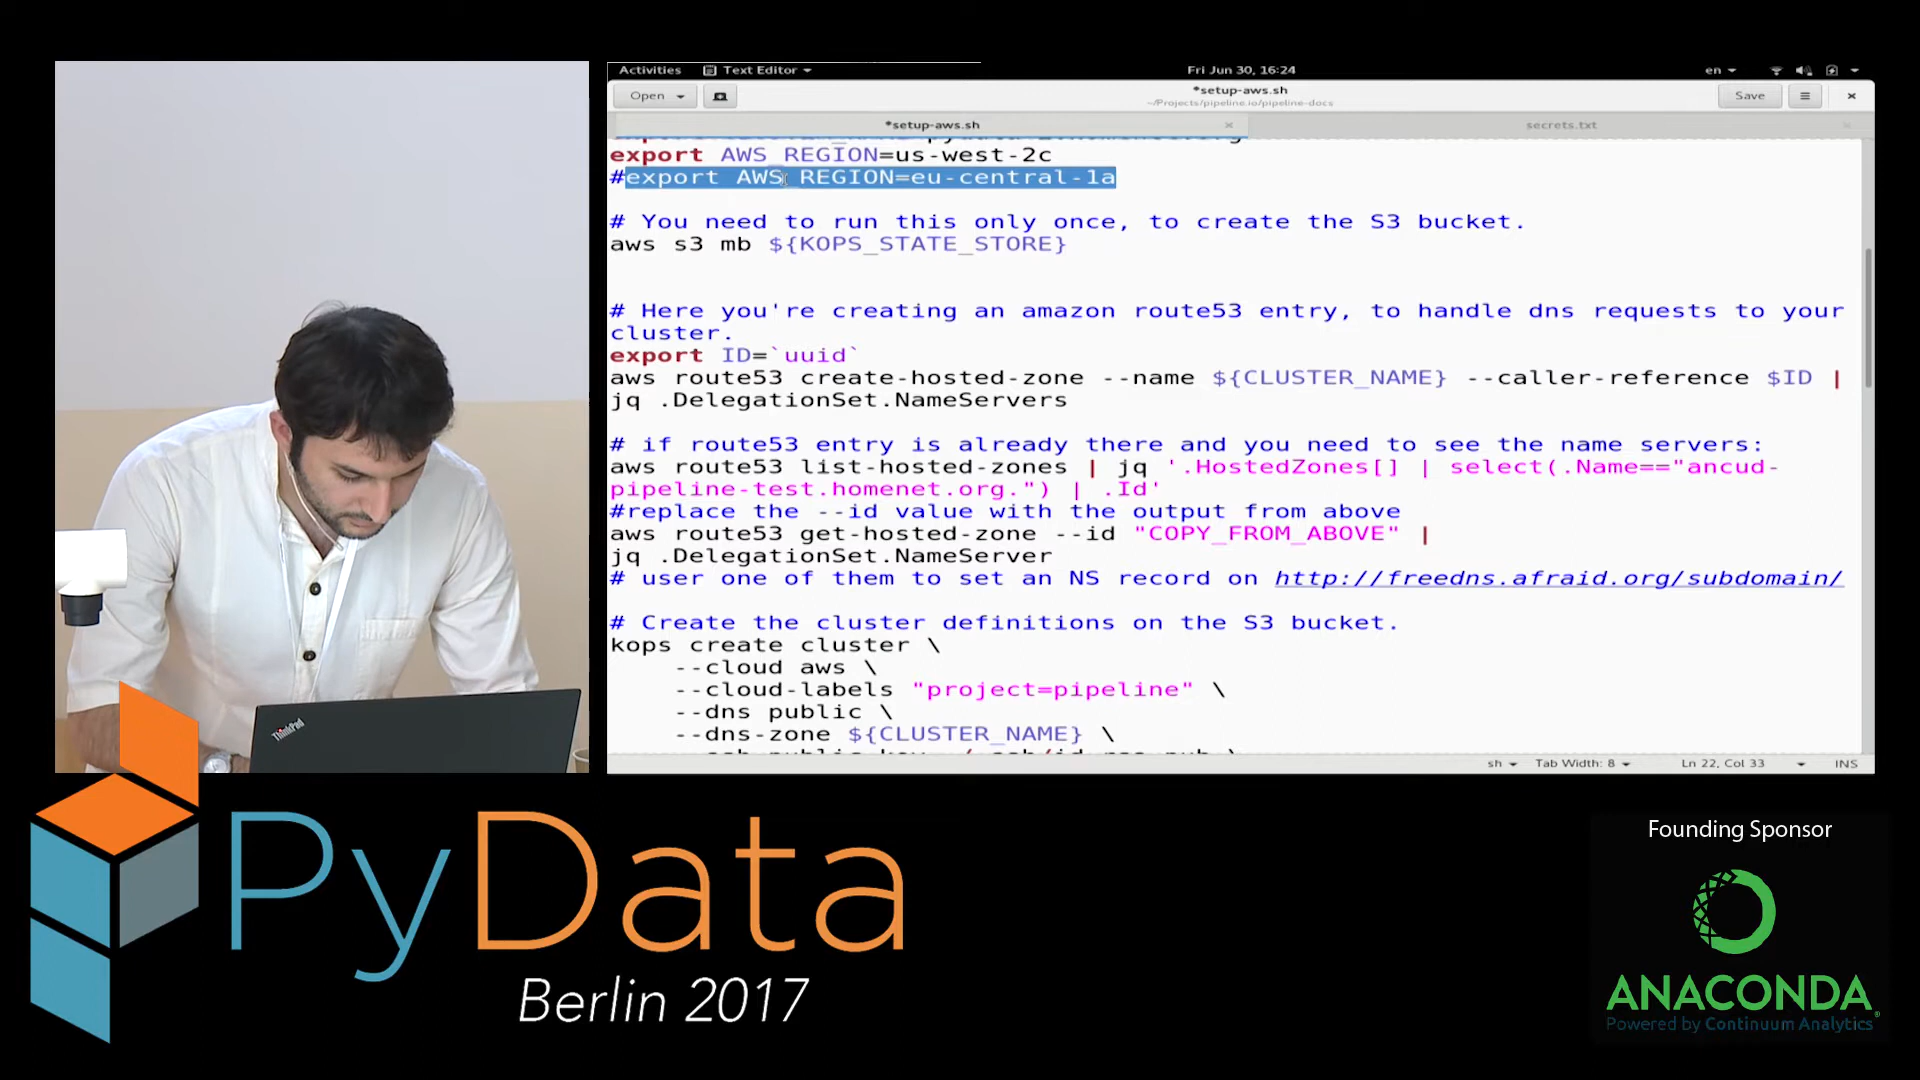 Activities Text Editor Fri Jun 30, 16:24 en
Open *setup-aws.sh Save
~/Projects/pipeline.io/pipeline-docs
*setup-aws.sh secrets.txt
export AWS_REGION=us-west-2c
#export AWS_REGION=eu-central-1a
# You need to run this only once, to create the S3 bucket.
aws s3 mb ${KOPS_STATE_STORE}
# Here you're creating an amazon route53 entry, to handle dns requests to your
cluster.
export ID=`uuid`
aws route53 create-hosted-zone --name ${CLUSTER_NAME} --caller-reference $ID |
jq .DelegationSet.NameServers
# if route53 entry is already there and you need to see the name servers:
aws route53 list-hosted-zones | jq '.HostedZones[] | select(.Name=="ancud-
pipeline-test.homenet.org.") | .Id'
#replace the --id value with the output from above
aws route53 get-hosted-zone --id "COPY_FROM_ABOVE" |
jq .DelegationSet.NameServer
# user one of them to set an NS record on http://freedns.afraid.org/subdomain/
# Create the cluster definitions on the S3 bucket.
kops create cluster \
--cloud aws \
--cloud-labels "project=pipeline" \
--dns public \
--dns-zone ${CLUSTER_NAME} \
sh Tab Width: 8 Ln 22, Col 33 INS
ThinkPad
PyData
Berlin 2017
Founding Sponsor
ANACONDA
Powered by Continuum Analytics